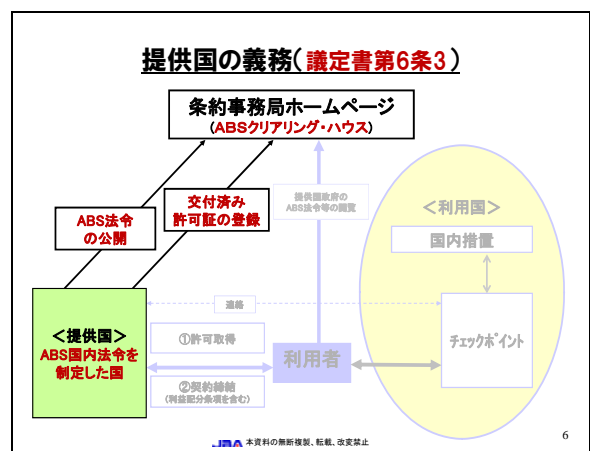 提供国の義務(議定書第6条3)
条約事務局ホームページ
(ABSクリアリング・ハウス)
ABS法令
の公開
交付済み
許可証の登録
提供国政府の
ABS法令等の閲覧
＜利用国＞
国内措置
連絡
＜提供国＞
ABS国内法令を
制定した国
①許可取得
利用者
チェックポイント
②契約締結
(利益配分条項を含む)
JBA 本資料の無断複製、転載、改変禁止
6